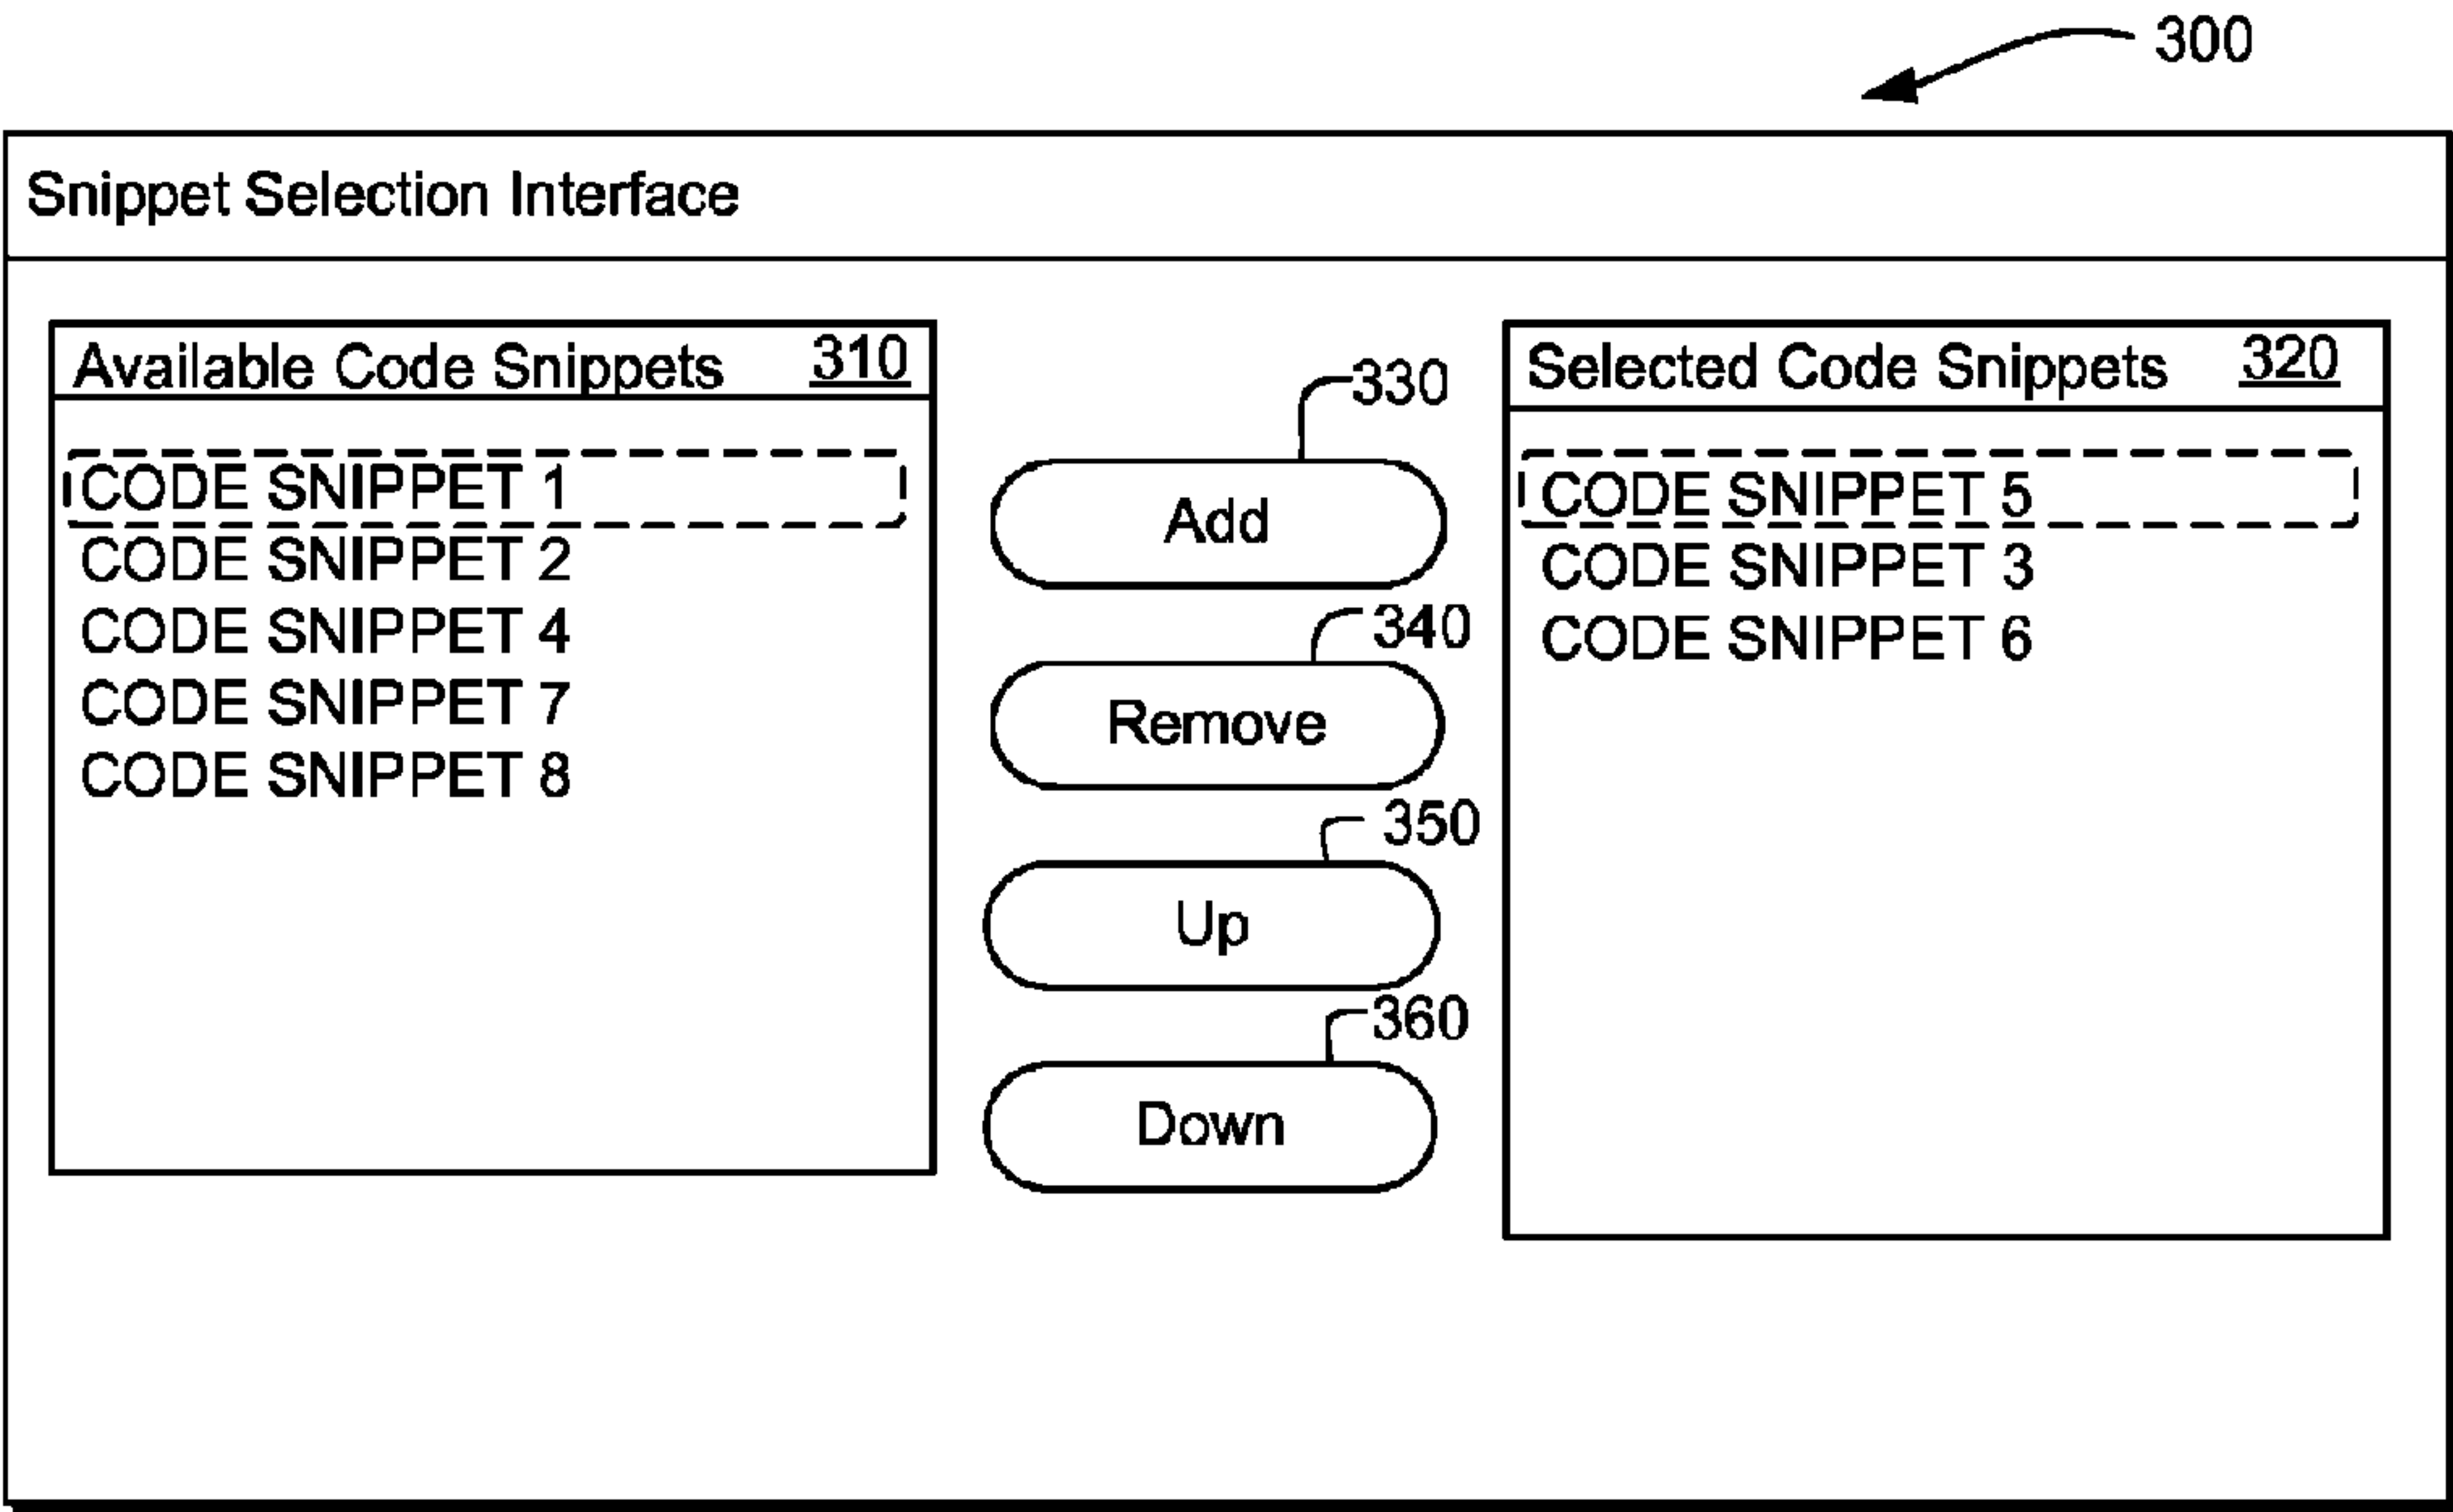 300
Snippet Selection Interface
Available Code Snippets 310
CODE SNIPPET 1
CODE SNIPPET 2
CODE SNIPPET 4
CODE SNIPPET 7
CODE SNIPPET 8
330
Add
340
Remove
350
Up
360
Down
Selected Code Snippets 320
CODE SNIPPET 5
CODE SNIPPET 3
CODE SNIPPET 6